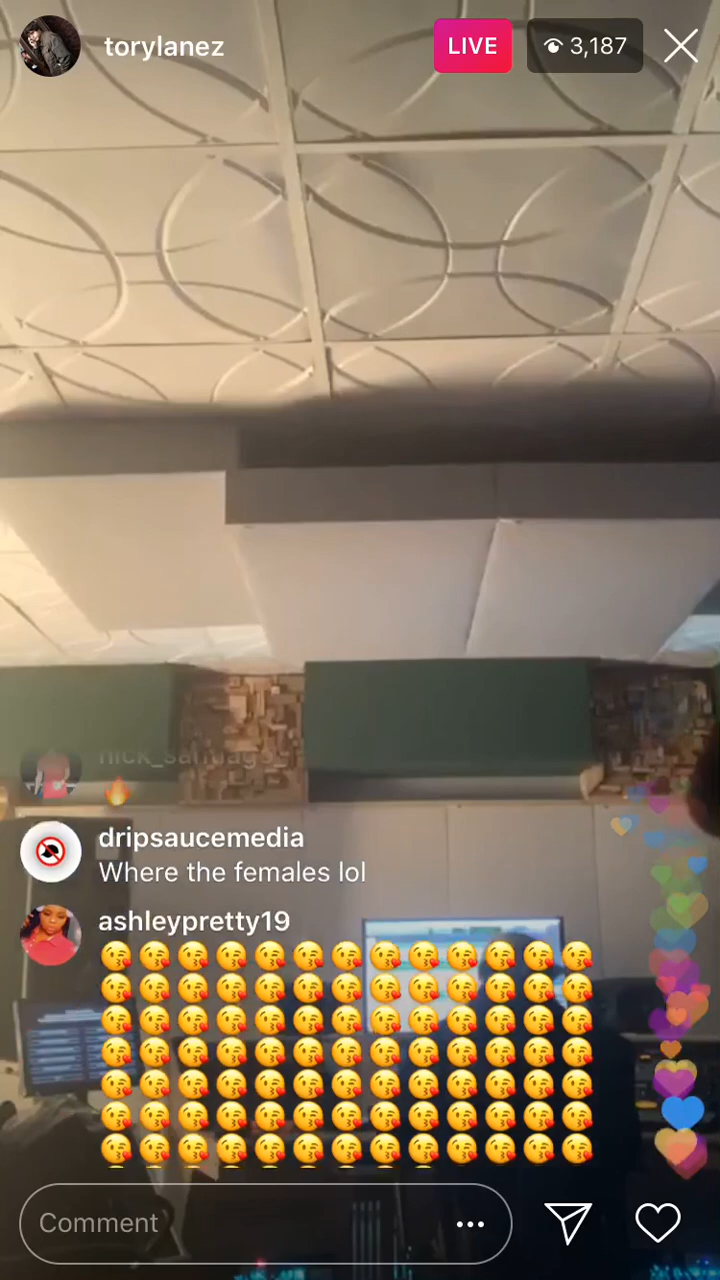 torylanez
LIVE
3,187
dripsaucemedia
Where the females lol
ashleypretty19
Comment